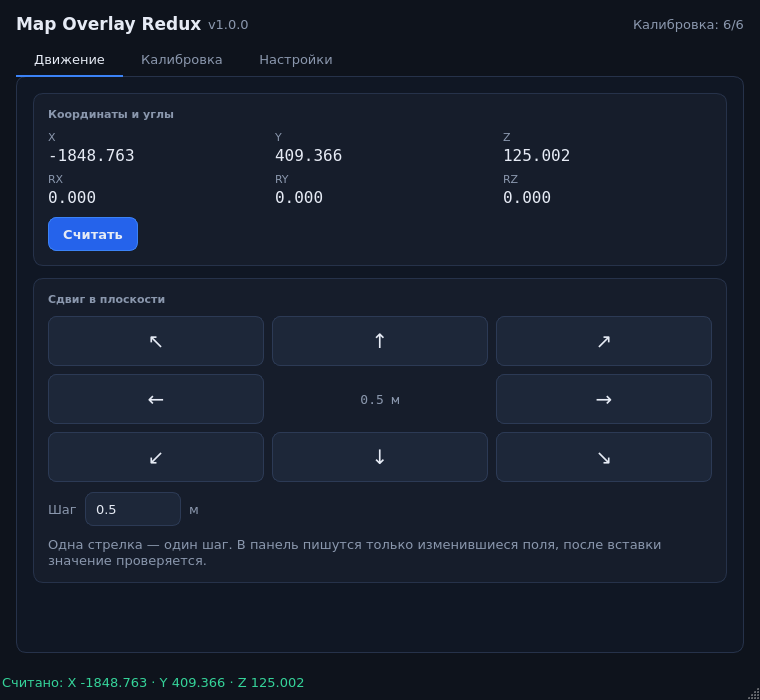 Map Overlay Redux v1.0.0 Калибровка: 6/6
Движение Калибровка Настройки
Координаты и углы
X Y Z
-1848.763 409.366 125.002
RX RY RZ
0.000 0.000 0.000
Считать
Сдвиг в плоскости
↖ ↑ ↗
← 0.5 м →
↙ ↓ ↘
Шаг 0.5 м
Одна стрелка — один шаг. В панель пишутся только изменившиеся поля, после вставки
значение проверяется.
Считано: X -1848.763 · Y 409.366 · Z 125.002